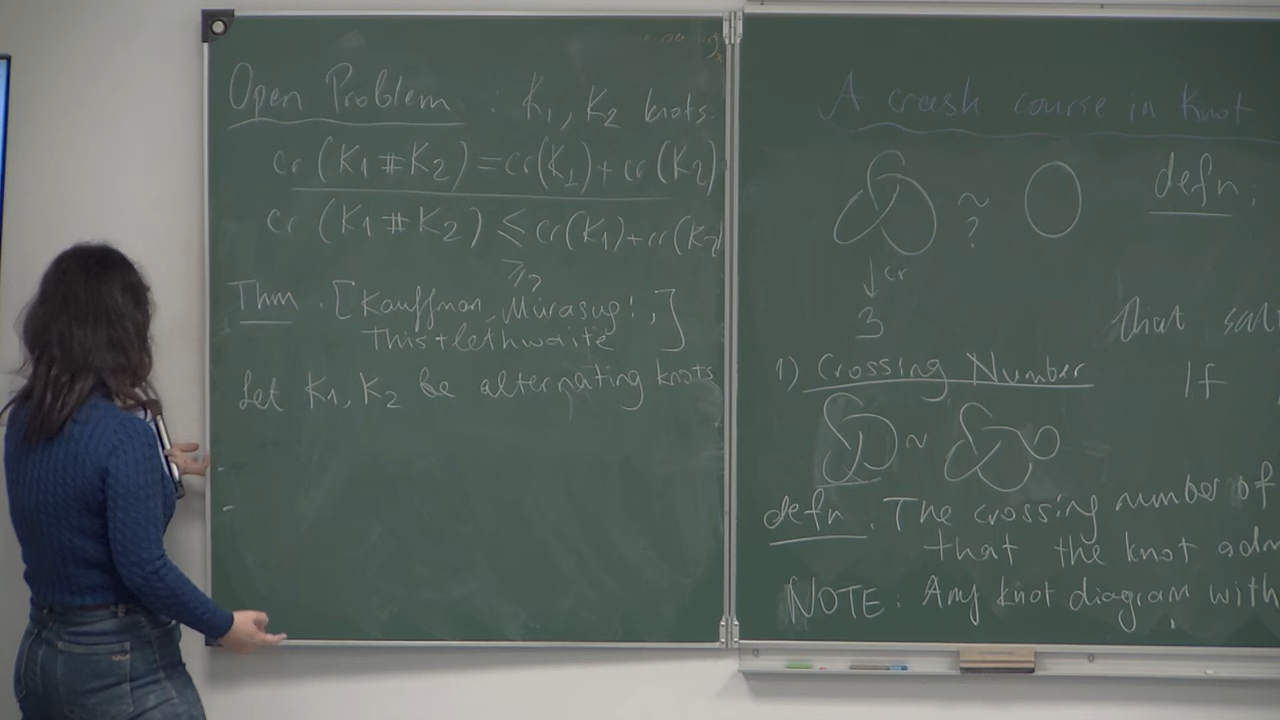 Open Problem : K1, K2 knots.
cr (K1 # K2) = cr(K1) + cr (K2)
cr (K1 # K2) ≤ cr(K1) + cr(K2
≥?
Thm. [Kauffman, Murasugi,
Thistlethwaite]
Let K1, K2 be alternating knots
A crash course in Knot
~
?
defn:
↓ cr
3
that sati
1) Crossing Number
If
~
defn. The crossing number of
that the knot adm
NOTE: Any knot diagram with